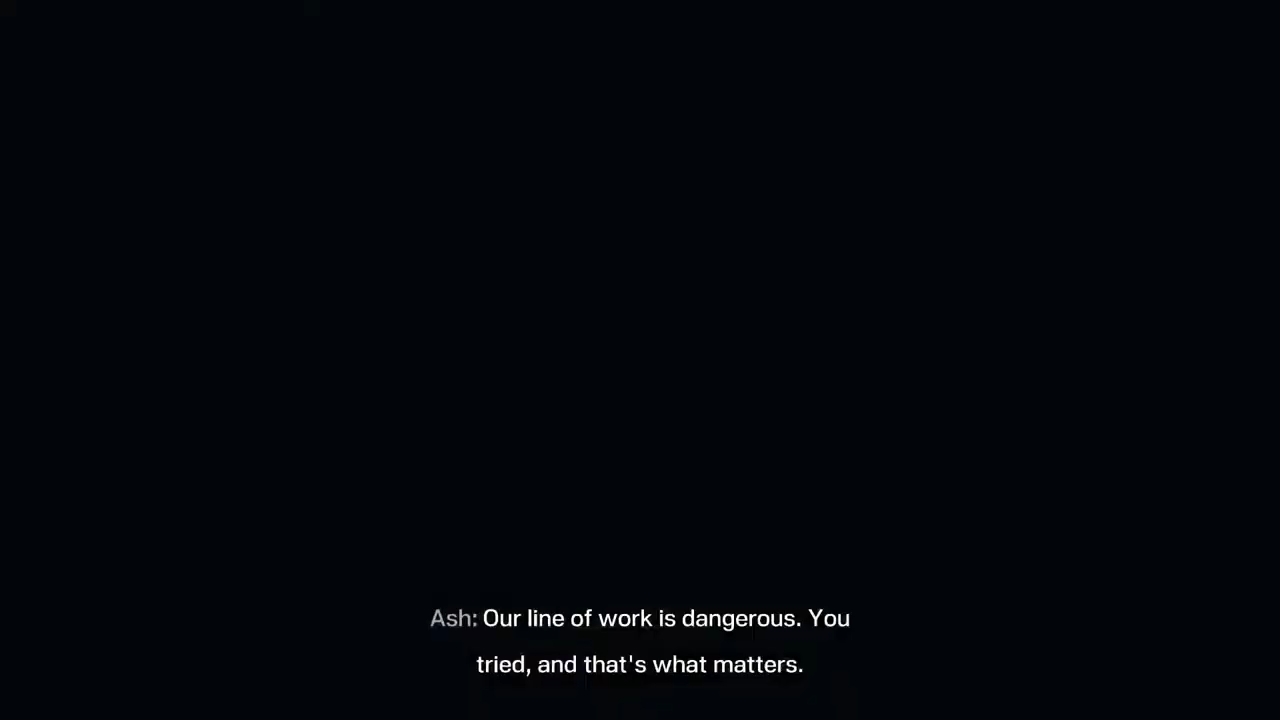 Ash: Our line of work is dangerous. You
tried, and that's what matters.